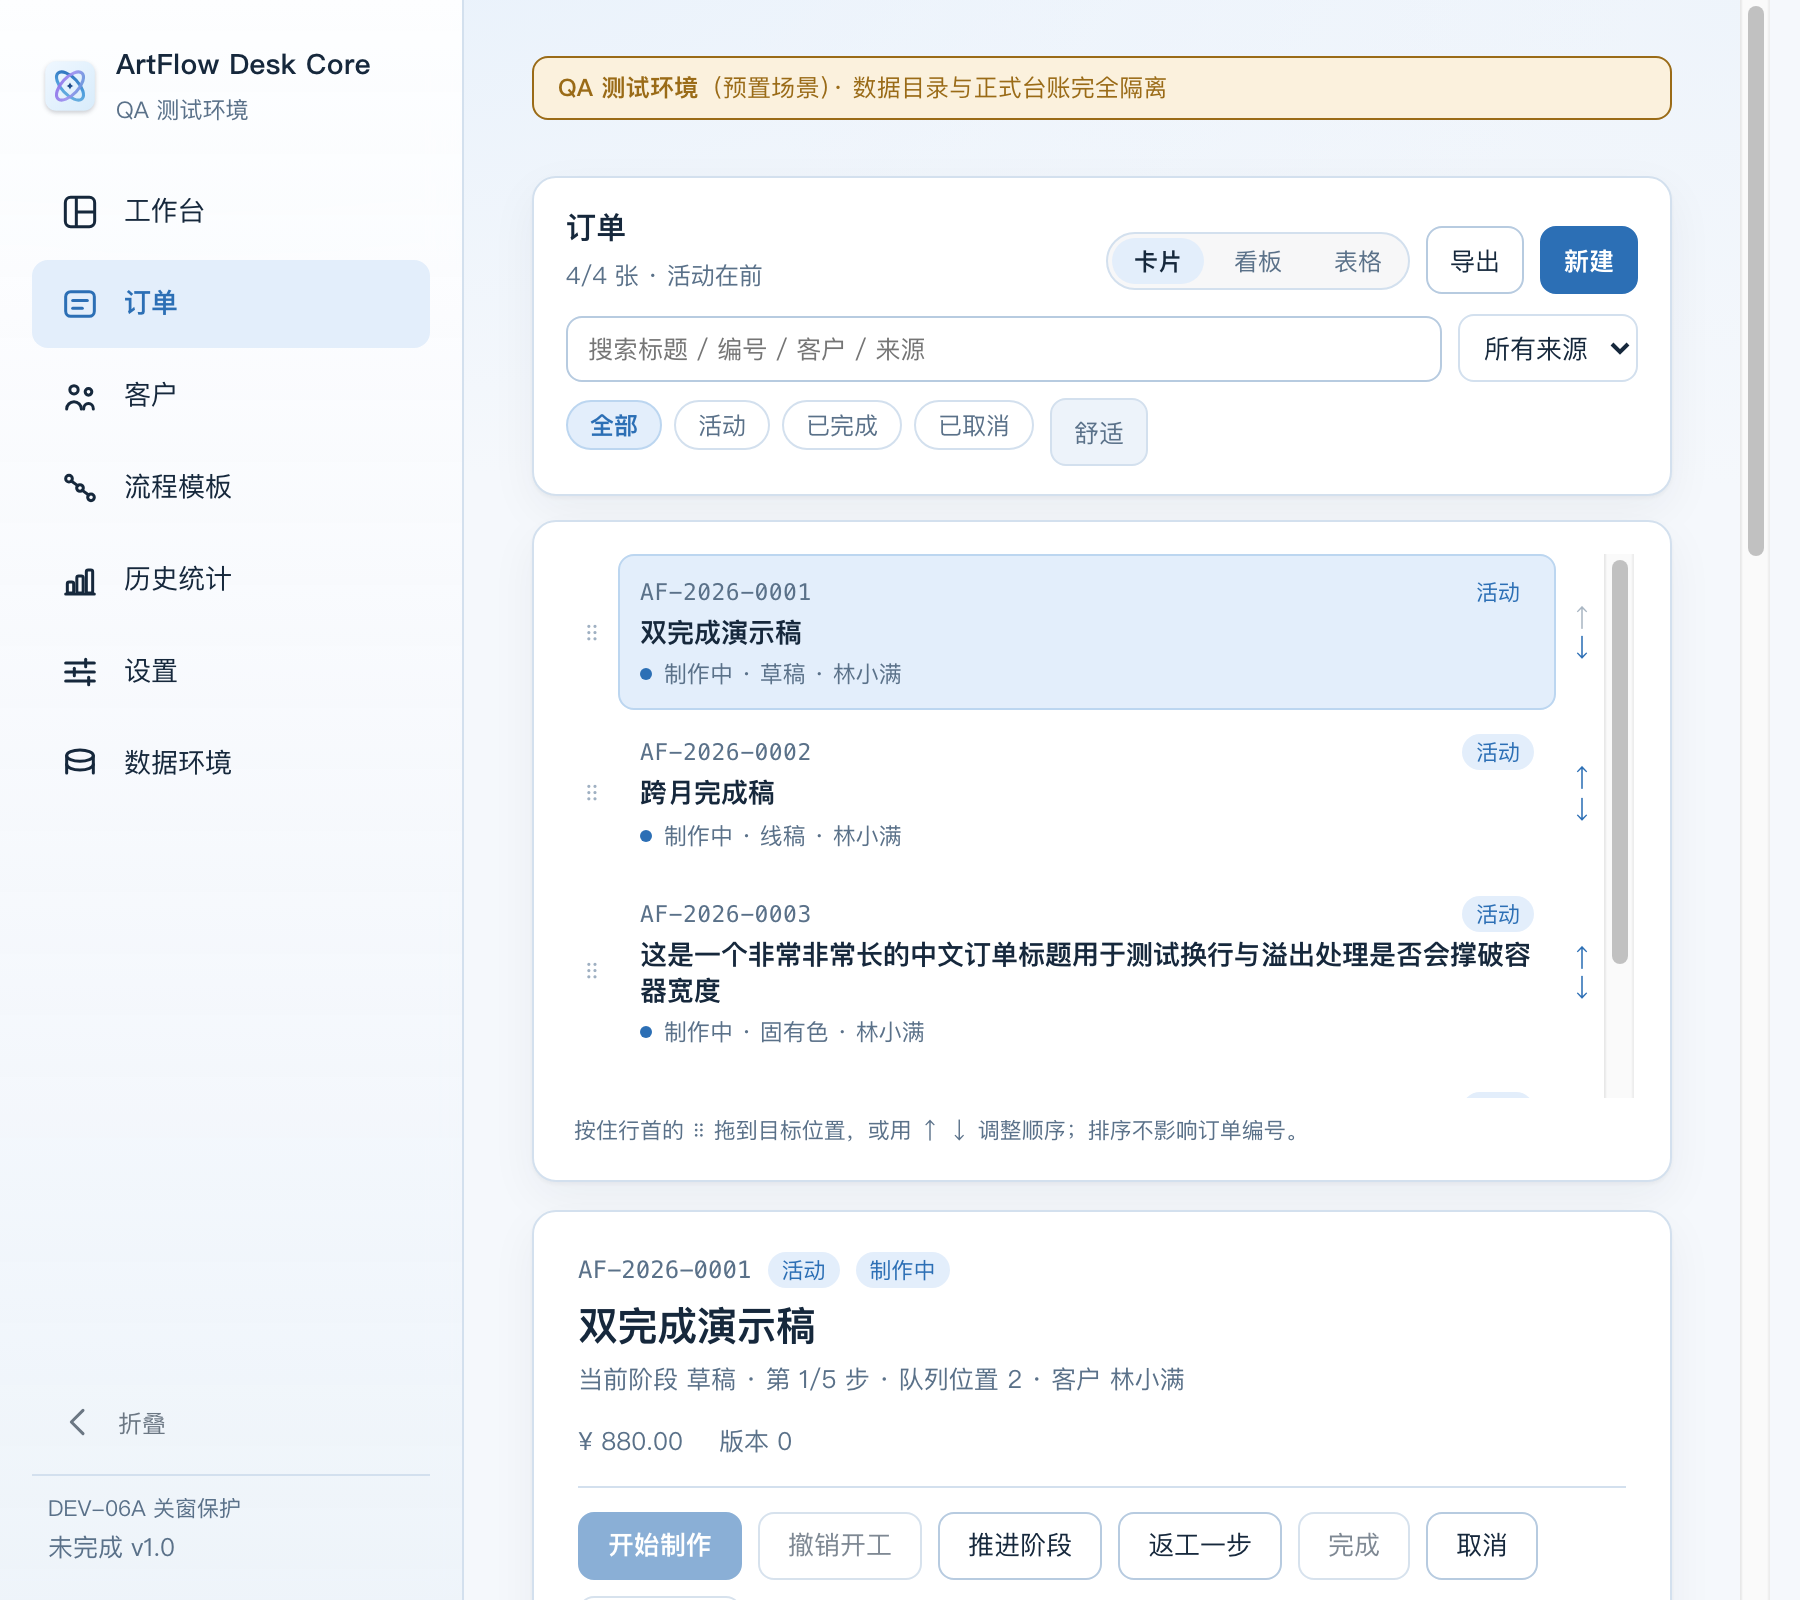 ArtFlow Desk Core
QA 测试环境
工作台
订单
客户
流程模板
历史统计
设置
数据环境
折叠
DEV-06A 关窗保护
未完成 v1.0
QA 测试环境（预置场景）· 数据目录与正式台账完全隔离
订单
4/4 张 · 活动在前
卡片 看板 表格 导出 新建
搜索标题 / 编号 / 客户 / 来源 所有来源
全部 活动 已完成 已取消 舒适
AF-2026-0001 活动
双完成演示稿
制作中 · 草稿 · 林小满
↑
↓
AF-2026-0002 活动
跨月完成稿
制作中 · 线稿 · 林小满
↑
↓
AF-2026-0003 活动
这是一个非常非常长的中文订单标题用于测试换行与溢出处理是否会撑破容
器宽度
制作中 · 固有色 · 林小满
↑
↓
按住行首的 ⠿ 拖到目标位置，或用 ↑ ↓ 调整顺序；排序不影响订单编号。
AF-2026-0001 活动 制作中
双完成演示稿
当前阶段 草稿 · 第 1/5 步 · 队列位置 2 · 客户 林小满
¥ 880.00 版本 0
开始制作 撤销开工 推进阶段 返工一步 完成 取消